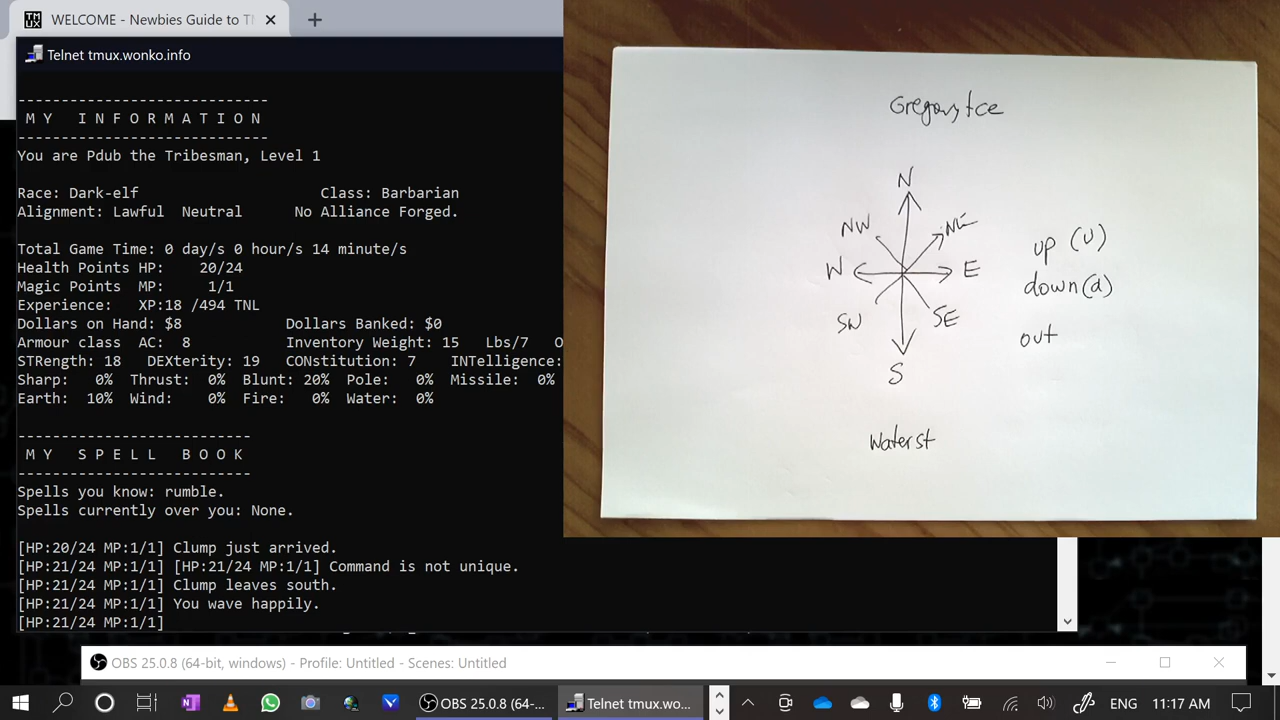 WELCOME - Newbies Guide to TM
Telnet tmux.wonko.info
-----------------------------
M Y   I N F O R M A T I O N
-----------------------------
You are Pdub the Tribesman, Level 1
Race: Dark-elf Class: Barbarian
Alignment: Lawful Neutral No Alliance Forged.
Total Game Time: 0 day/s 0 hour/s 14 minute/s
Health Points HP: 20/24
Magic Points MP: 1/1
Experience: XP:18 /494 TNL
Dollars on Hand: $8 Dollars Banked: $0
Armour class AC: 8 Inventory Weight: 15 Lbs/7 O
STRength: 18 DEXterity: 19 CONstitution: 7 INTelligence:
Sharp: 0% Thrust: 0% Blunt: 20% Pole: 0% Missile: 0%
Earth: 10% Wind: 0% Fire: 0% Water: 0%
---------------------------
M Y   S P E L L   B O O K
---------------------------
Spells you know: rumble.
Spells currently over you: None.
[HP:20/24 MP:1/1] Clump just arrived.
[HP:21/24 MP:1/1] [HP:21/24 MP:1/1] Command is not unique.
[HP:21/24 MP:1/1] Clump leaves south.
[HP:21/24 MP:1/1] You wave happily.
[HP:21/24 MP:1/1]
N
NW NE
W E
SW SE
S
up (u)
down (d)
out
Water st
OBS 25.0.8 (64-bit, windows) - Profile: Untitled - Scenes: Untitled
OBS 25.0.8 (64-...
Telnet tmux.wo...
ENG
11:17 AM